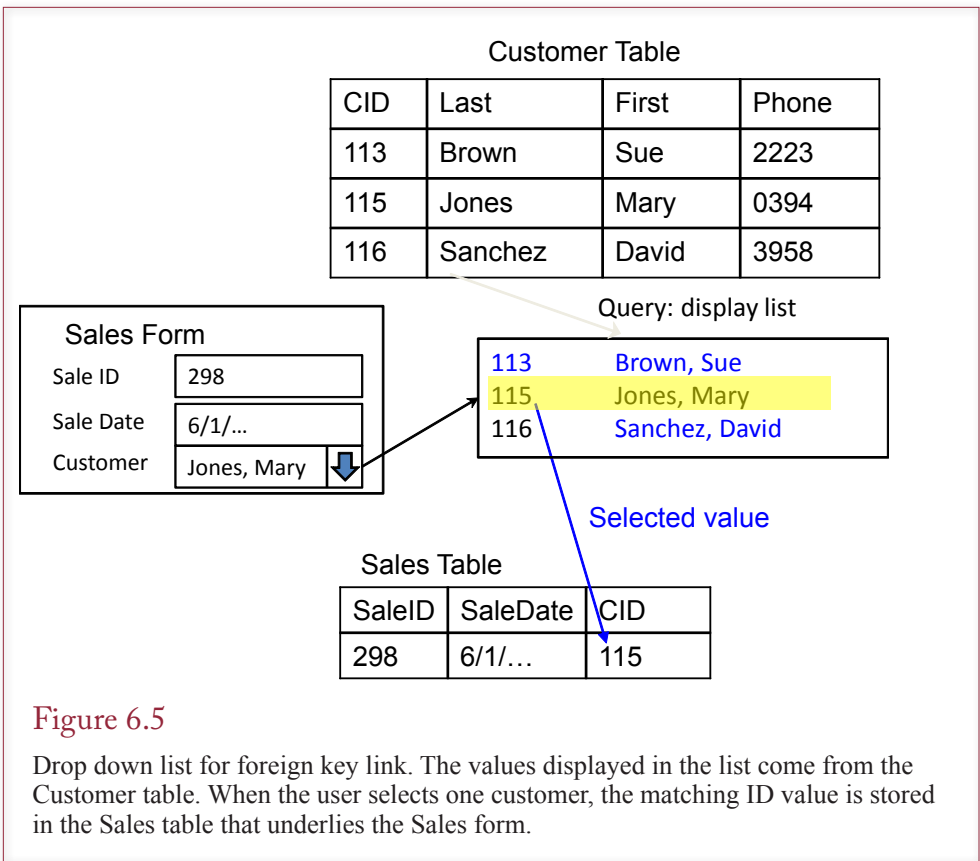 Customer Table
CID Last First Phone
113 Brown Sue 2223
115 Jones Mary 0394
116 Sanchez David 3958
Query: display list
Sales Form
Sale ID 298
Sale Date 6/1/...
Customer Jones, Mary
113 Brown, Sue
115 Jones, Mary
116 Sanchez, David
Selected value
Sales Table
SaleID SaleDate CID
298 6/1/... 115
Figure 6.5
Drop down list for foreign key link. The values displayed in the list come from the
Customer table. When the user selects one customer, the matching ID value is stored
in the Sales table that underlies the Sales form.